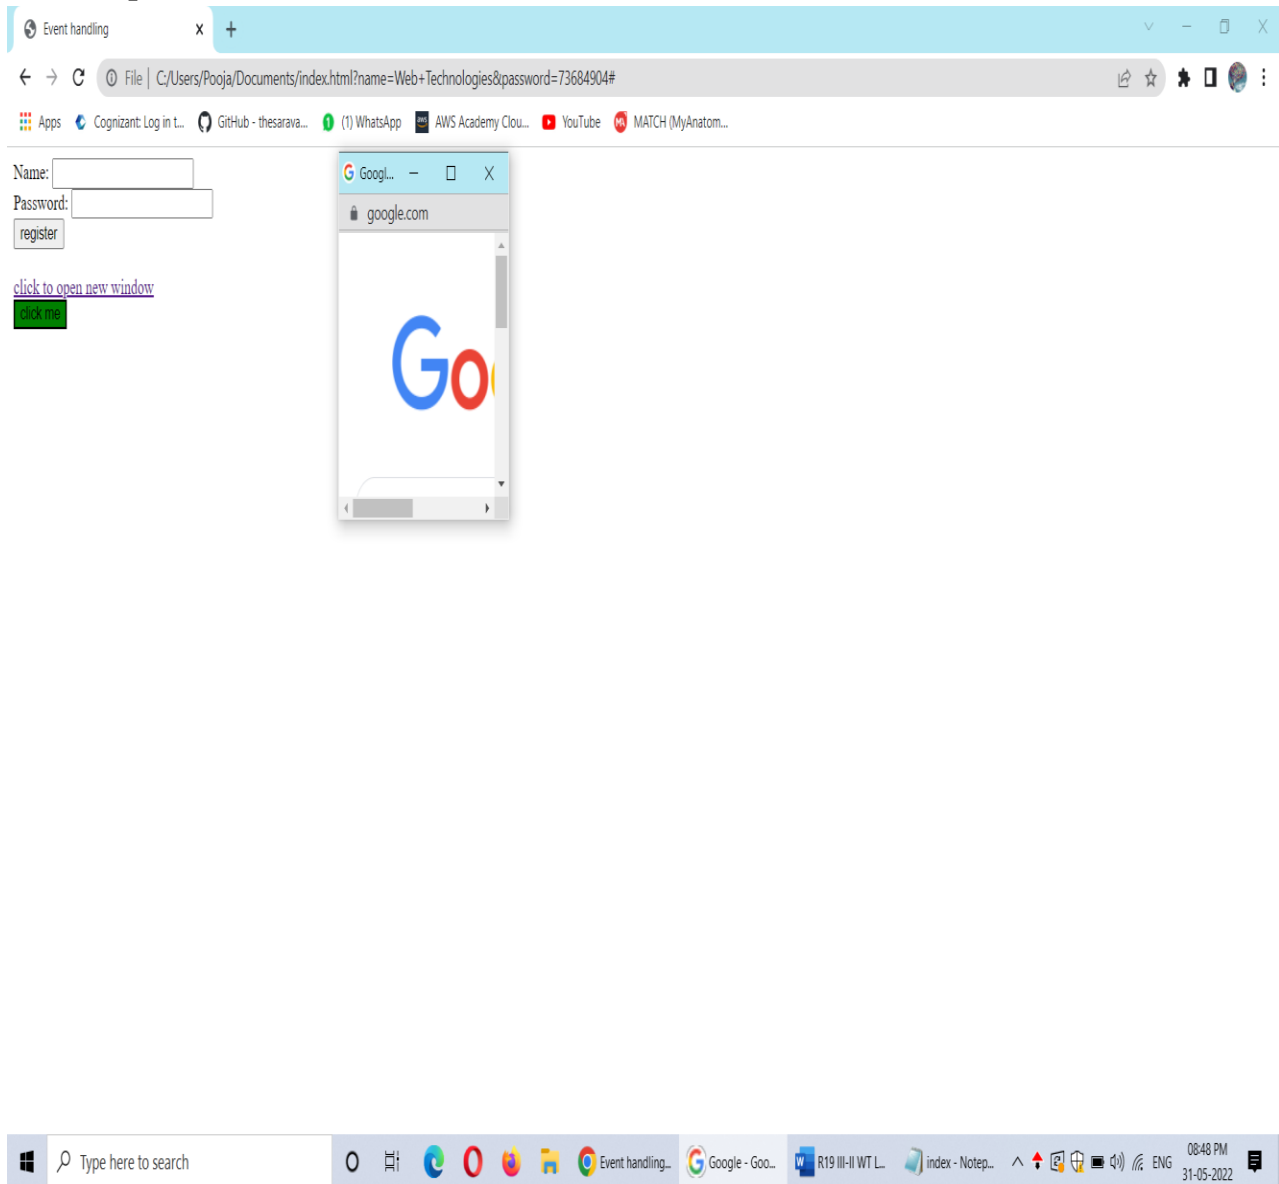 Event handling
File | C:/Users/Pooja/Documents/index.html?name=Web+Technologies&password=73684904#
Apps Cognizant: Log in t... GitHub - thesarava... (1) WhatsApp aws AWS Academy Clou... YouTube MA MATCH (MyAnatom...
Name:
Password:
register
click to open new window
click me
G Googl...
google.com
Goo
Type here to search
Event handling... Google - Goo... R19 III-II WT L... index - Notep... ENG
08:48 PM
31-05-2022